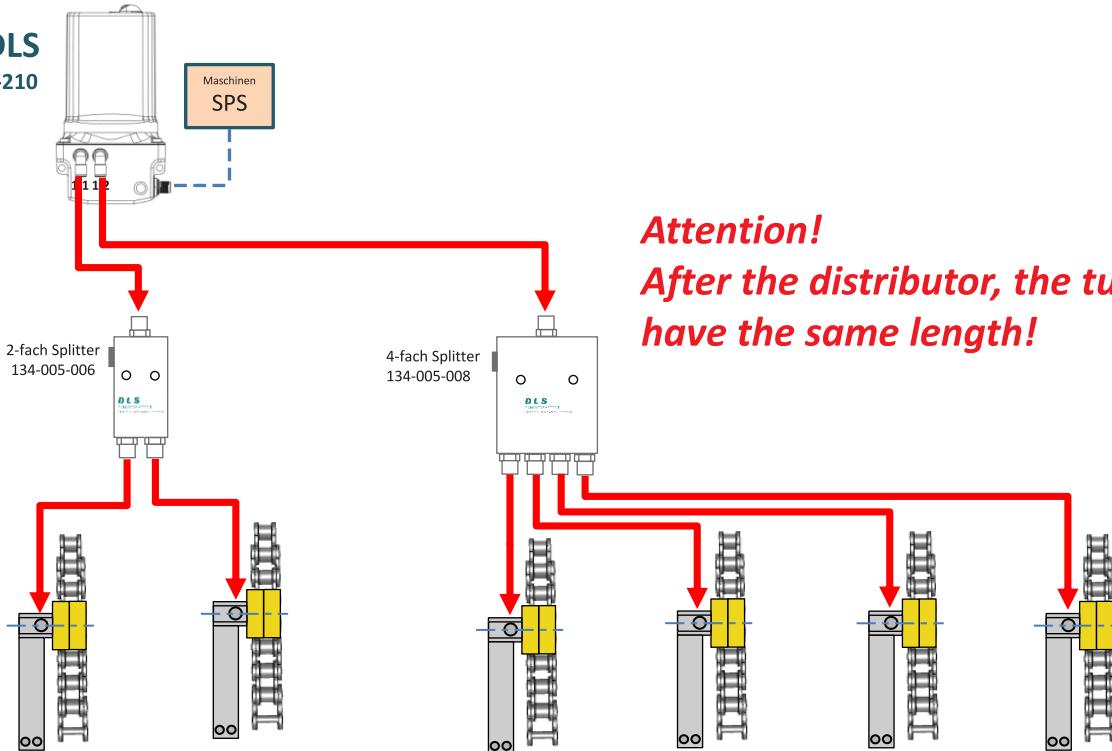 DLS
-210
Maschinen
SPS
1 1 1 2
Attention!
After the distributor, the tu
have the same length!
2-fach Splitter
134-005-006
4-fach Splitter
134-005-008
DLS
DLS